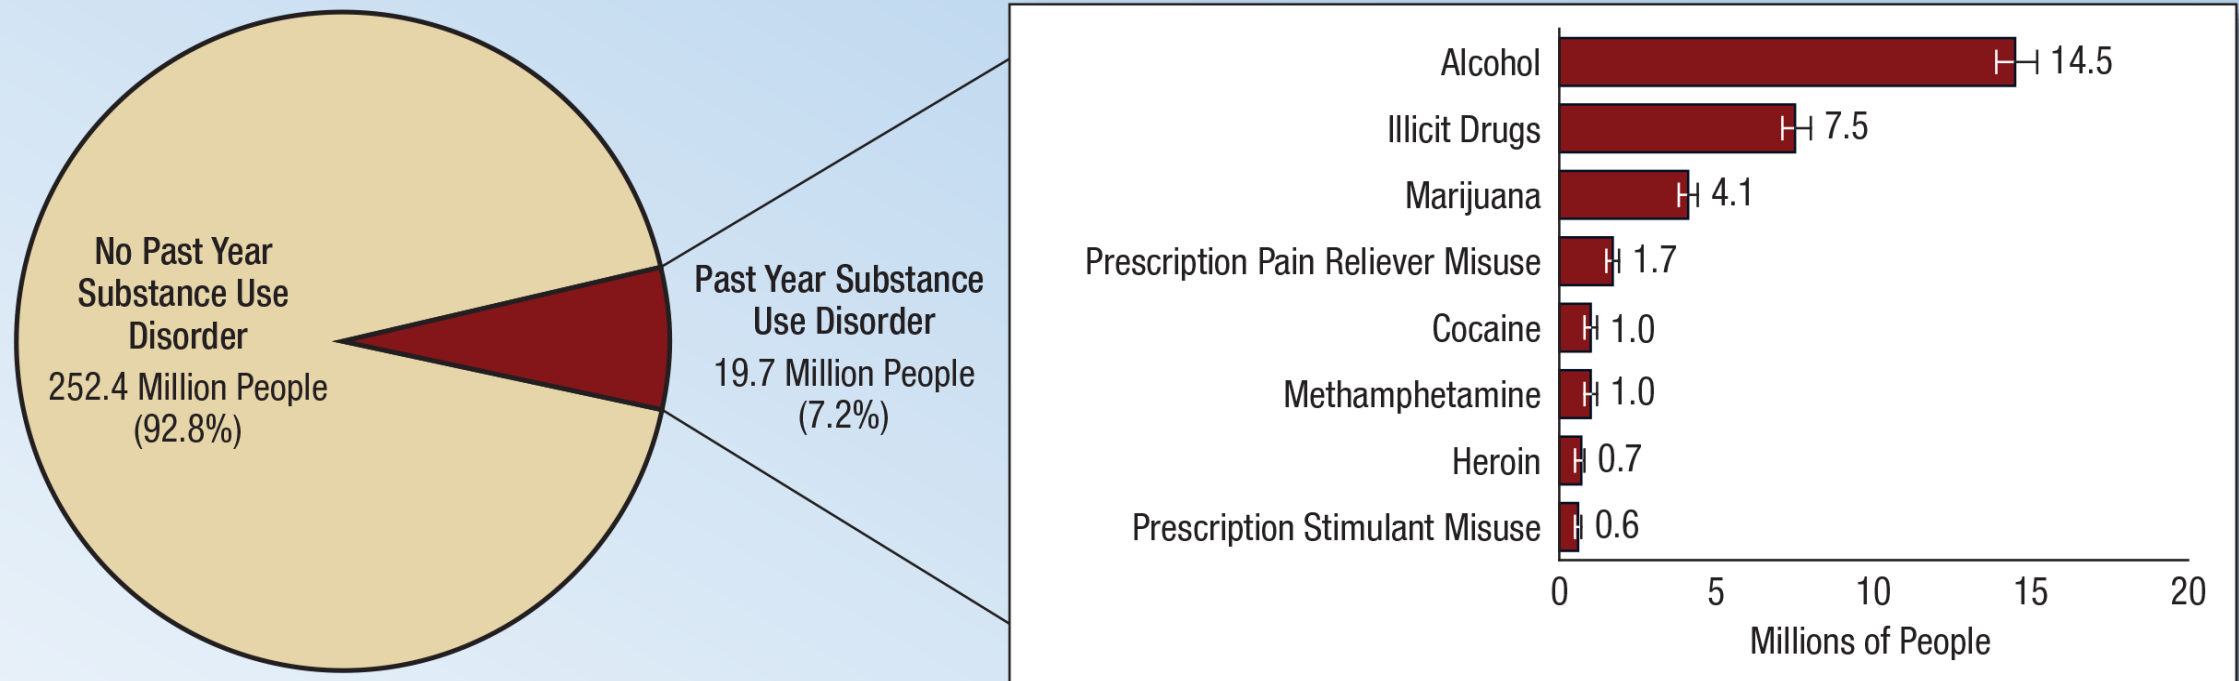 No Past Year
Substance Use
Disorder
252.4 Million People
(92.8%)
Past Year Substance
Use Disorder
19.7 Million People
(7.2%)
Alcohol 14.5
Illicit Drugs 7.5
Marijuana 4.1
Prescription Pain Reliever Misuse 1.7
Cocaine 1.0
Methamphetamine 1.0
Heroin 0.7
Prescription Stimulant Misuse 0.6
0 5 10 15 20
Millions of People